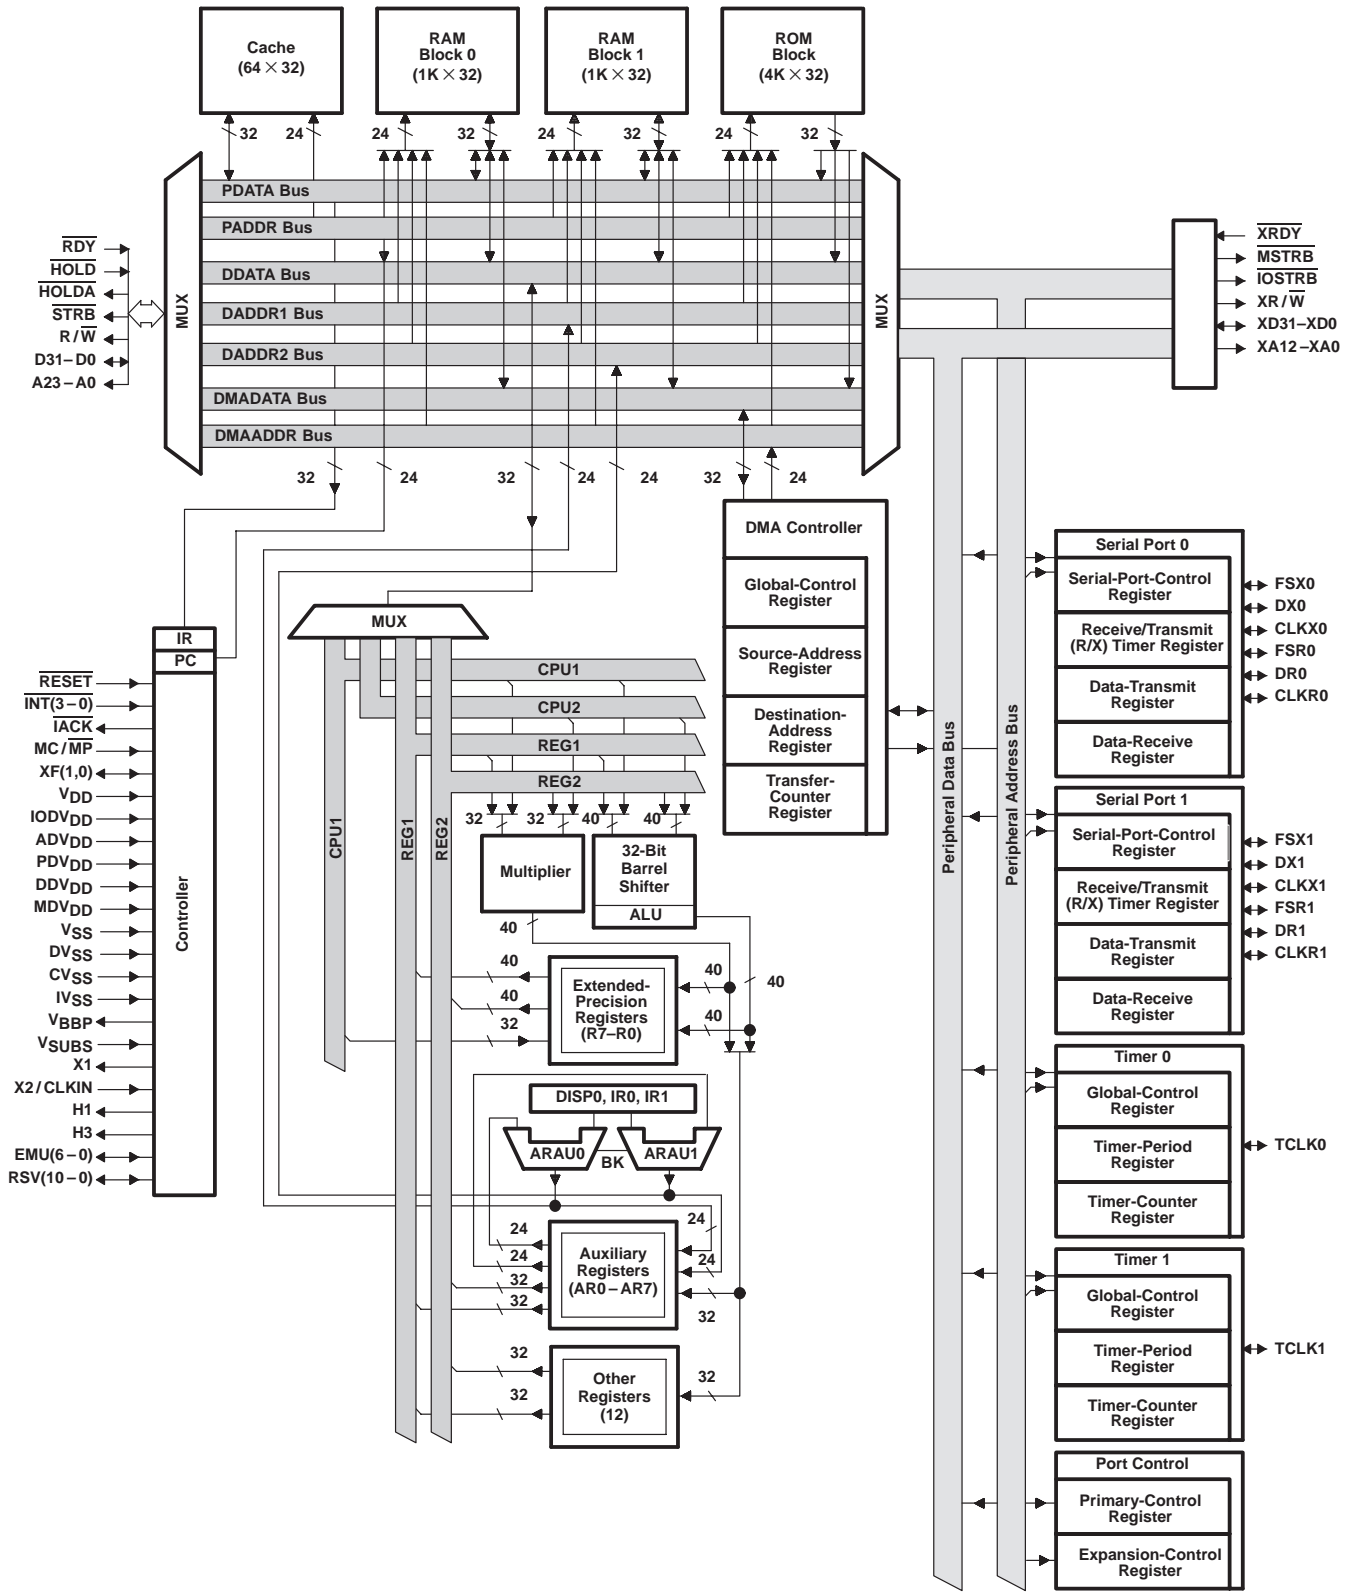 Cache
(64 × 32)
RAM
Block 0
(1K × 32)
RAM
Block 1
(1K × 32)
ROM
Block
(4K × 32)
32
24
24
32
24
32
24
32
PDATA Bus
PADDR Bus
DDATA Bus
DADDR1 Bus
DADDR2 Bus
DMADATA Bus
DMAADDR Bus
MUX
MUX
RDY
HOLD
HOLDA
STRB
R/W
D31–D0
A23–A0
XRDY
MSTRB
IOSTRB
XR/W
XD31–XD0
XA12–XA0
32
24
32
24
24
32
24
DMA Controller
Global-Control
Register
Source-Address
Register
Destination-
Address
Register
Transfer-
Counter
Register
Peripheral Data Bus
Peripheral Address Bus
IR
PC
Controller
RESET
INT(3–0)
IACK
MC/MP
XF(1,0)
VDD
IODVDD
ADVDD
PDVDD
DDVDD
MDVDD
VSS
DVSS
CVSS
IVSS
VBBP
VSUBS
X1
X2/CLKIN
H1
H3
EMU(6–0)
RSV(10–0)
MUX
CPU1
CPU2
REG1
REG2
CPU1
REG1
REG2
32
32
40
40
Multiplier
32-Bit
Barrel
Shifter
ALU
40
40
40
32
Extended-
Precision
Registers
(R7–R0)
40
40
40
DISP0, IR0, IR1
ARAU0
BK
ARAU1
24
24
32
32
Auxiliary
Registers
(AR0–AR7)
24
24
32
32
32
Other
Registers
(12)
32
Serial Port 0
Serial-Port-Control
Register
Receive/Transmit
(R/X) Timer Register
Data-Transmit
Register
Data-Receive
Register
FSX0
DX0
CLKX0
FSR0
DR0
CLKR0
Serial Port 1
Serial-Port-Control
Register
Receive/Transmit
(R/X) Timer Register
Data-Transmit
Register
Data-Receive
Register
FSX1
DX1
CLKX1
FSR1
DR1
CLKR1
Timer 0
Global-Control
Register
Timer-Period
Register
Timer-Counter
Register
TCLK0
Timer 1
Global-Control
Register
Timer-Period
Register
Timer-Counter
Register
TCLK1
Port Control
Primary-Control
Register
Expansion-Control
Register